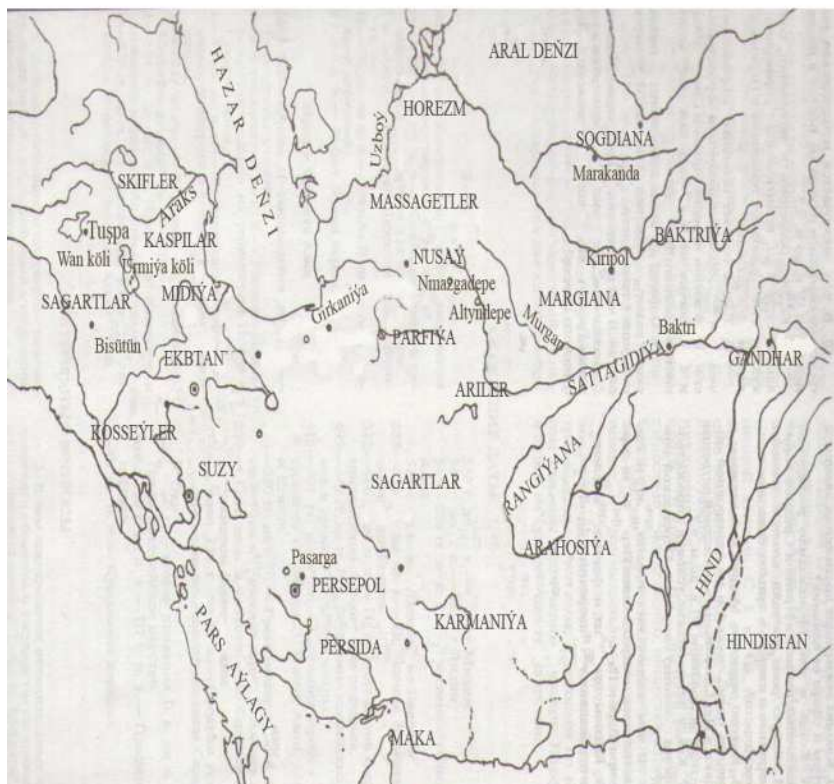 ARAL DEŇZI
HAZAR DEŇZI
HOREZM
Uzboý
SOGDIANA
Marakanda
SKIFLER
Araks
MASSAGETLER
Tuşpa
KASPILAR
BAKTRIÝA
Wan köli
Urmiýa köli
NUSAÝ
Kiripol
Nmazgadepe
MIDIÝA
MARGIANA
SAGARTLAR
Altyndepe
Girkaniýa
Murgap
Bisütün
PARFIÝA
Baktri
EKBTAN
SATTAGIDIÝA
GANDHAR
ARILER
KOSSEÝLER
SUZY
SAGARTLAR
RANGIÝANA
ARAHOSIÝA
Pasarga
PERSEPOL
HIND
KARMANIÝA
PARS AÝLAGY
PERSIDA
HINDISTAN
MAKA